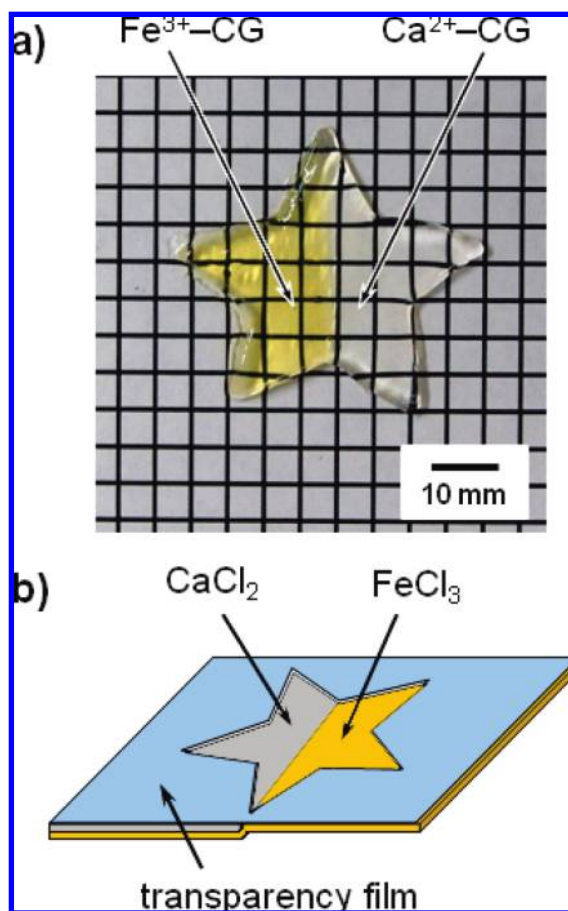 a)
Fe³⁺–CG
Ca²⁺–CG
10 mm
b)
CaCl₂
FeCl₃
transparency film